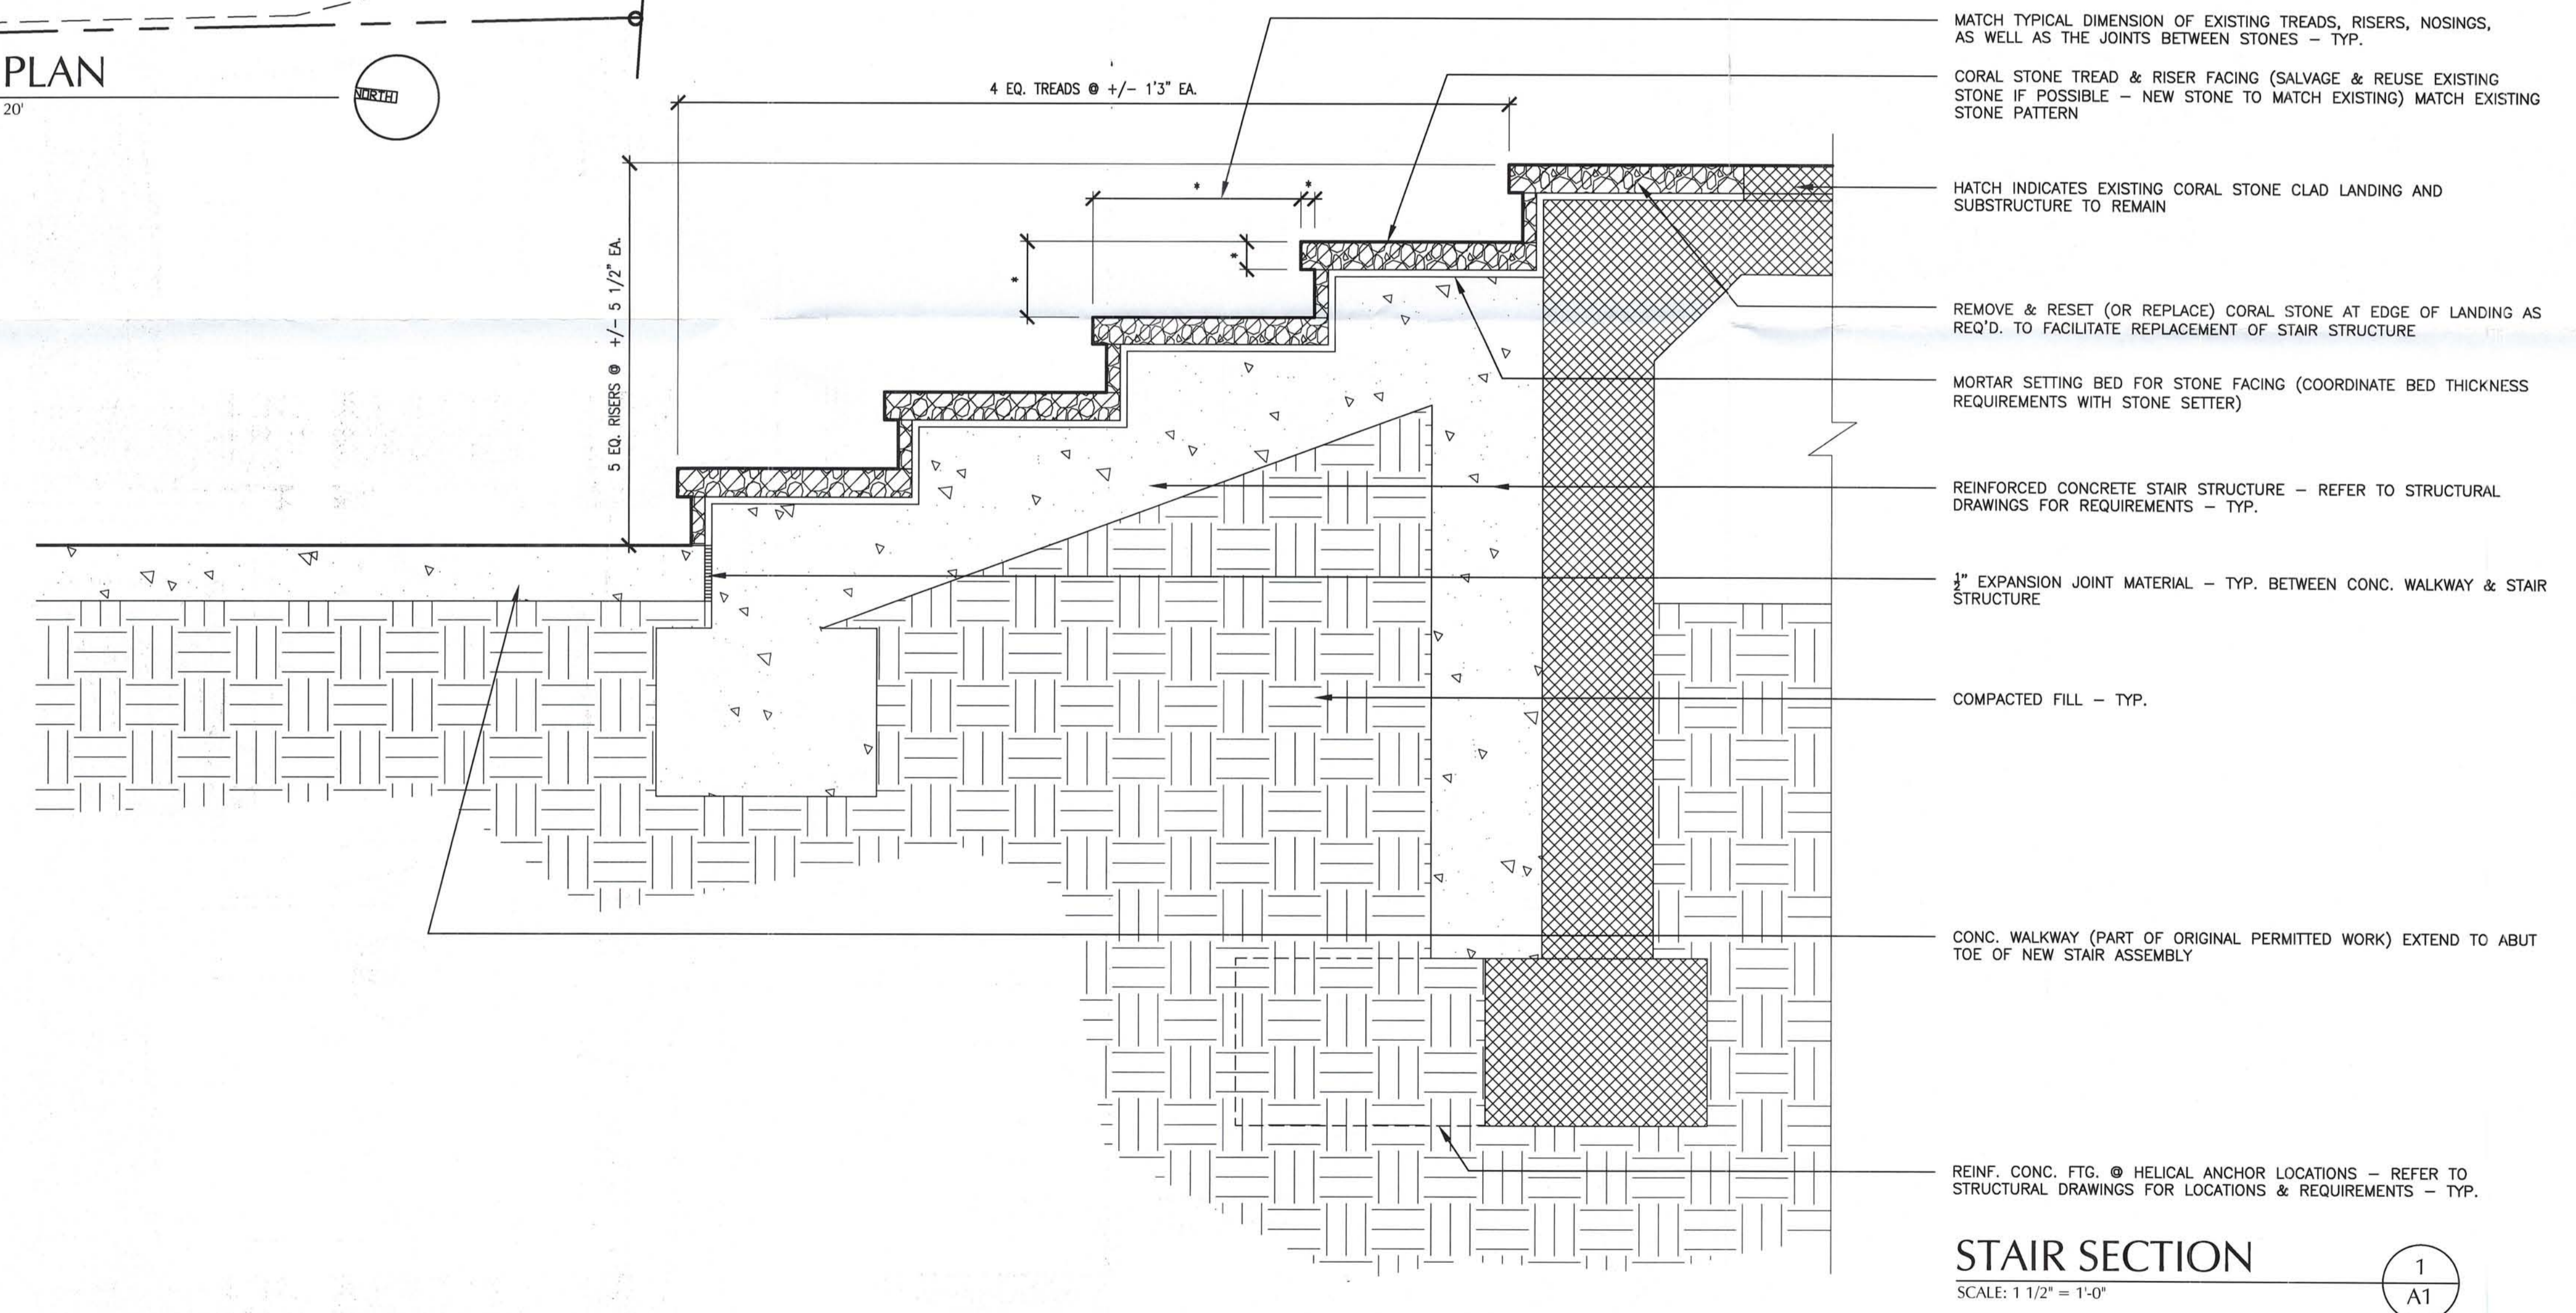 PLAN
20'
NORTH
4 EQ. TREADS @ +/- 1'3" EA.
5 EQ. RISERS @ +/- 5 1/2" EA.
*
*
*
*
MATCH TYPICAL DIMENSION OF EXISTING TREADS, RISERS, NOSINGS,
AS WELL AS THE JOINTS BETWEEN STONES – TYP.
CORAL STONE TREAD & RISER FACING (SALVAGE & REUSE EXISTING
STONE IF POSSIBLE – NEW STONE TO MATCH EXISTING) MATCH EXISTING
STONE PATTERN
HATCH INDICATES EXISTING CORAL STONE CLAD LANDING AND
SUBSTRUCTURE TO REMAIN
REMOVE & RESET (OR REPLACE) CORAL STONE AT EDGE OF LANDING AS
REQ'D. TO FACILITATE REPLACEMENT OF STAIR STRUCTURE
MORTAR SETTING BED FOR STONE FACING (COORDINATE BED THICKNESS
REQUIREMENTS WITH STONE SETTER)
REINFORCED CONCRETE STAIR STRUCTURE – REFER TO STRUCTURAL
DRAWINGS FOR REQUIREMENTS – TYP.
½" EXPANSION JOINT MATERIAL – TYP. BETWEEN CONC. WALKWAY & STAIR
STRUCTURE
COMPACTED FILL – TYP.
CONC. WALKWAY (PART OF ORIGINAL PERMITTED WORK) EXTEND TO ABUT
TOE OF NEW STAIR ASSEMBLY
REINF. CONC. FTG. @ HELICAL ANCHOR LOCATIONS – REFER TO
STRUCTURAL DRAWINGS FOR LOCATIONS & REQUIREMENTS – TYP.
STAIR SECTION
SCALE: 1 1/2" = 1'-0"
1
A1